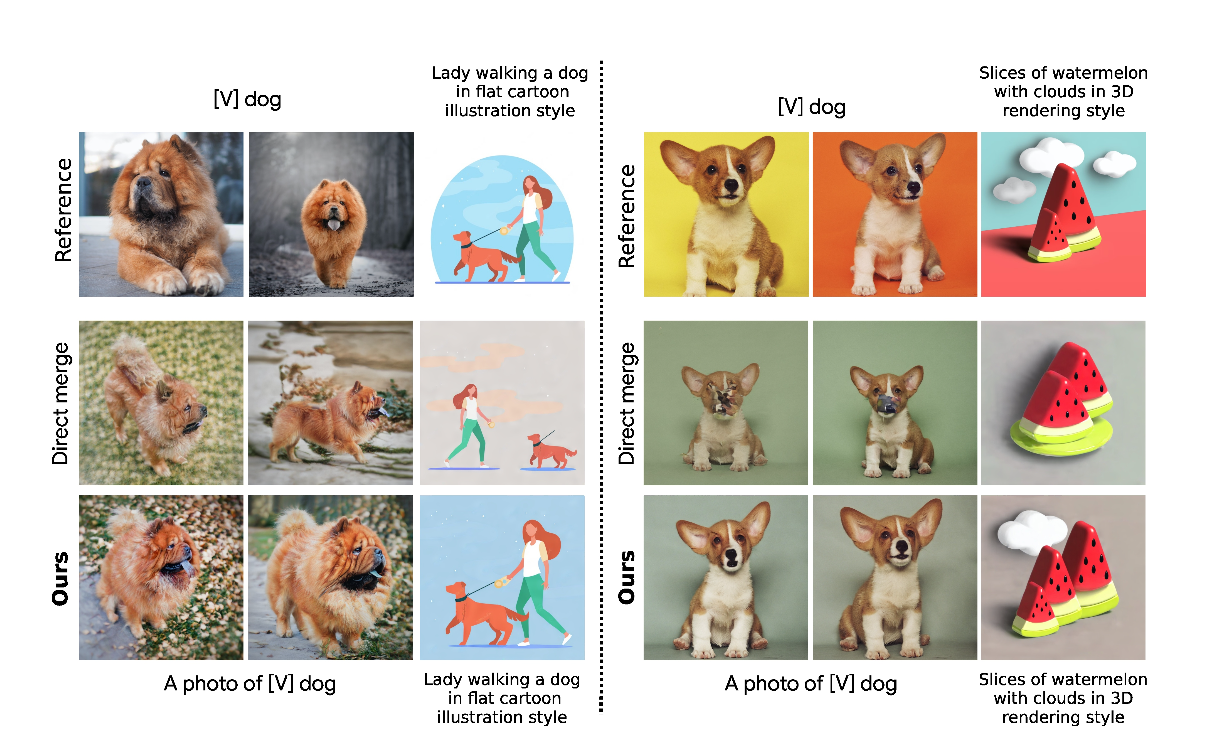 [V] dog
Lady walking a dog
in flat cartoon
illustration style
Reference
Direct merge
Ours
A photo of [V] dog
Lady walking a dog
in flat cartoon
illustration style
[V] dog
Slices of watermelon
with clouds in 3D
rendering style
Reference
Direct merge
Ours
A photo of [V] dog
Slices of watermelon
with clouds in 3D
rendering style